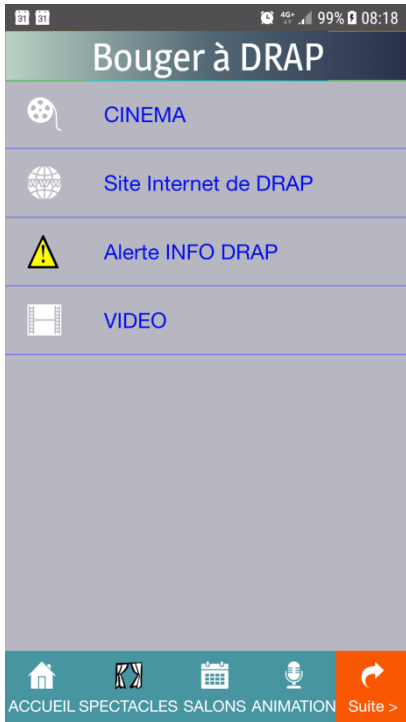 31 31 4G+ 99% 08:18
Bouger à DRAP
CINEMA
www Site Internet de DRAP
Alerte INFO DRAP
VIDEO
ACCUEIL SPECTACLES SALONS ANIMATION Suite >